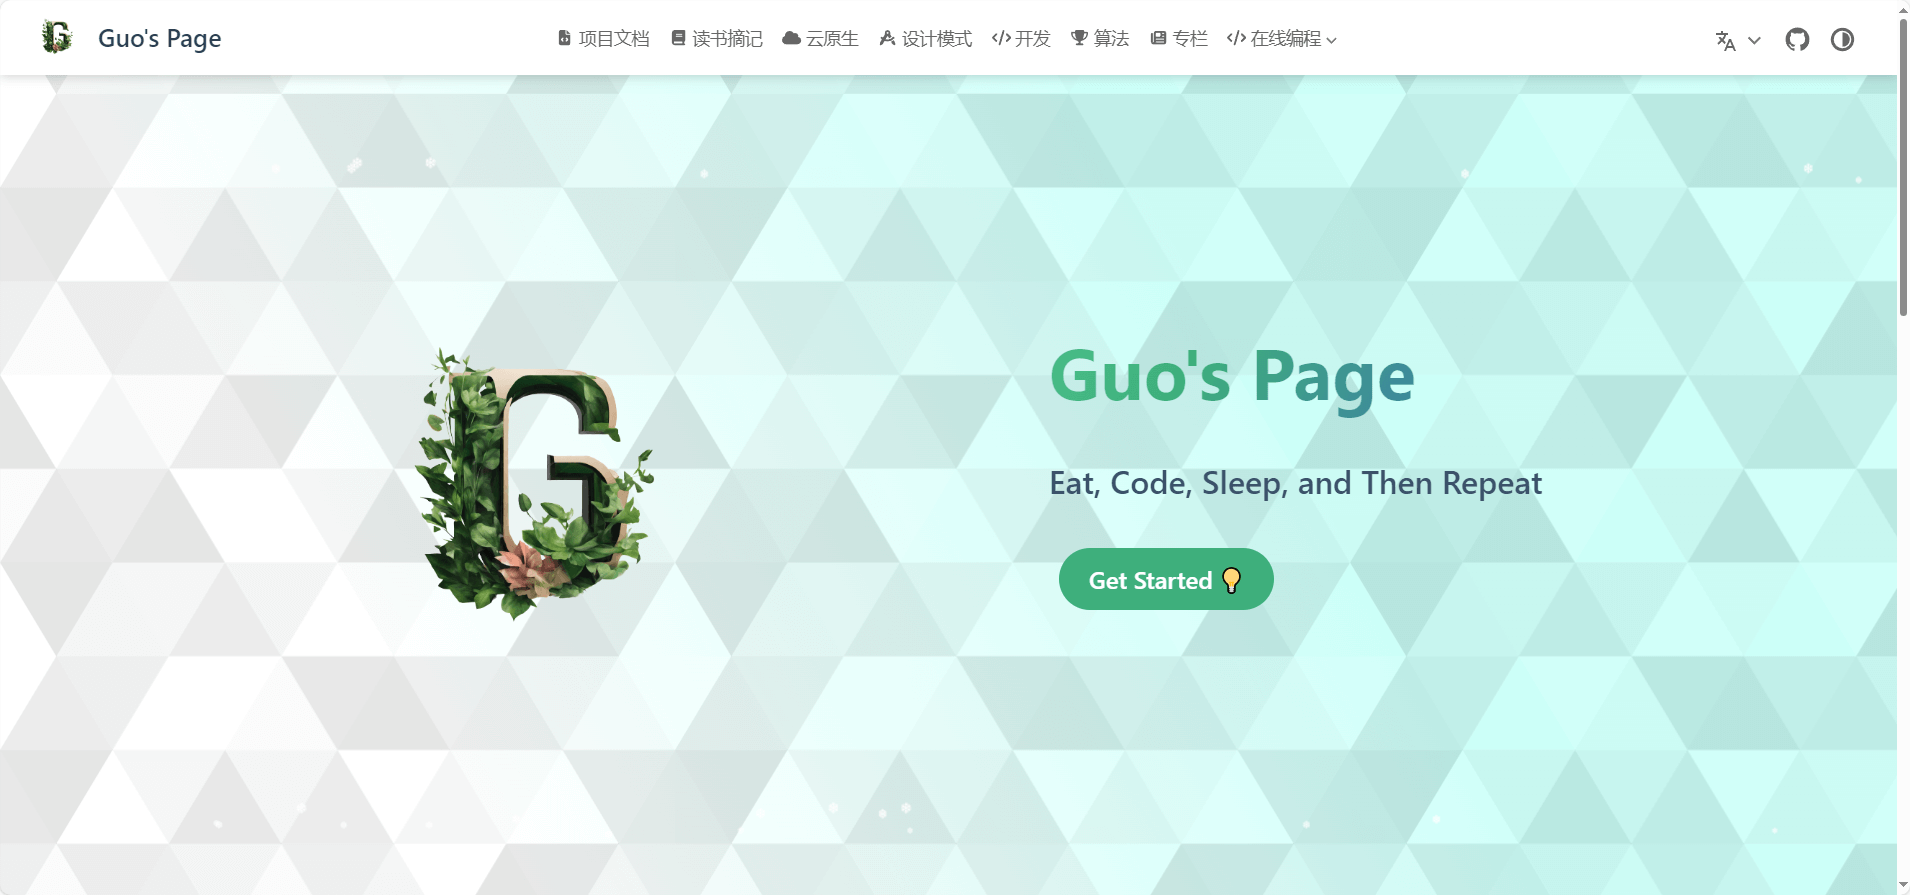 Guo's Page
项目文档 读书摘记 云原生 设计模式 开发 算法 专栏 在线编程
Guo's Page
Eat, Code, Sleep, and Then Repeat
Get Started 💡